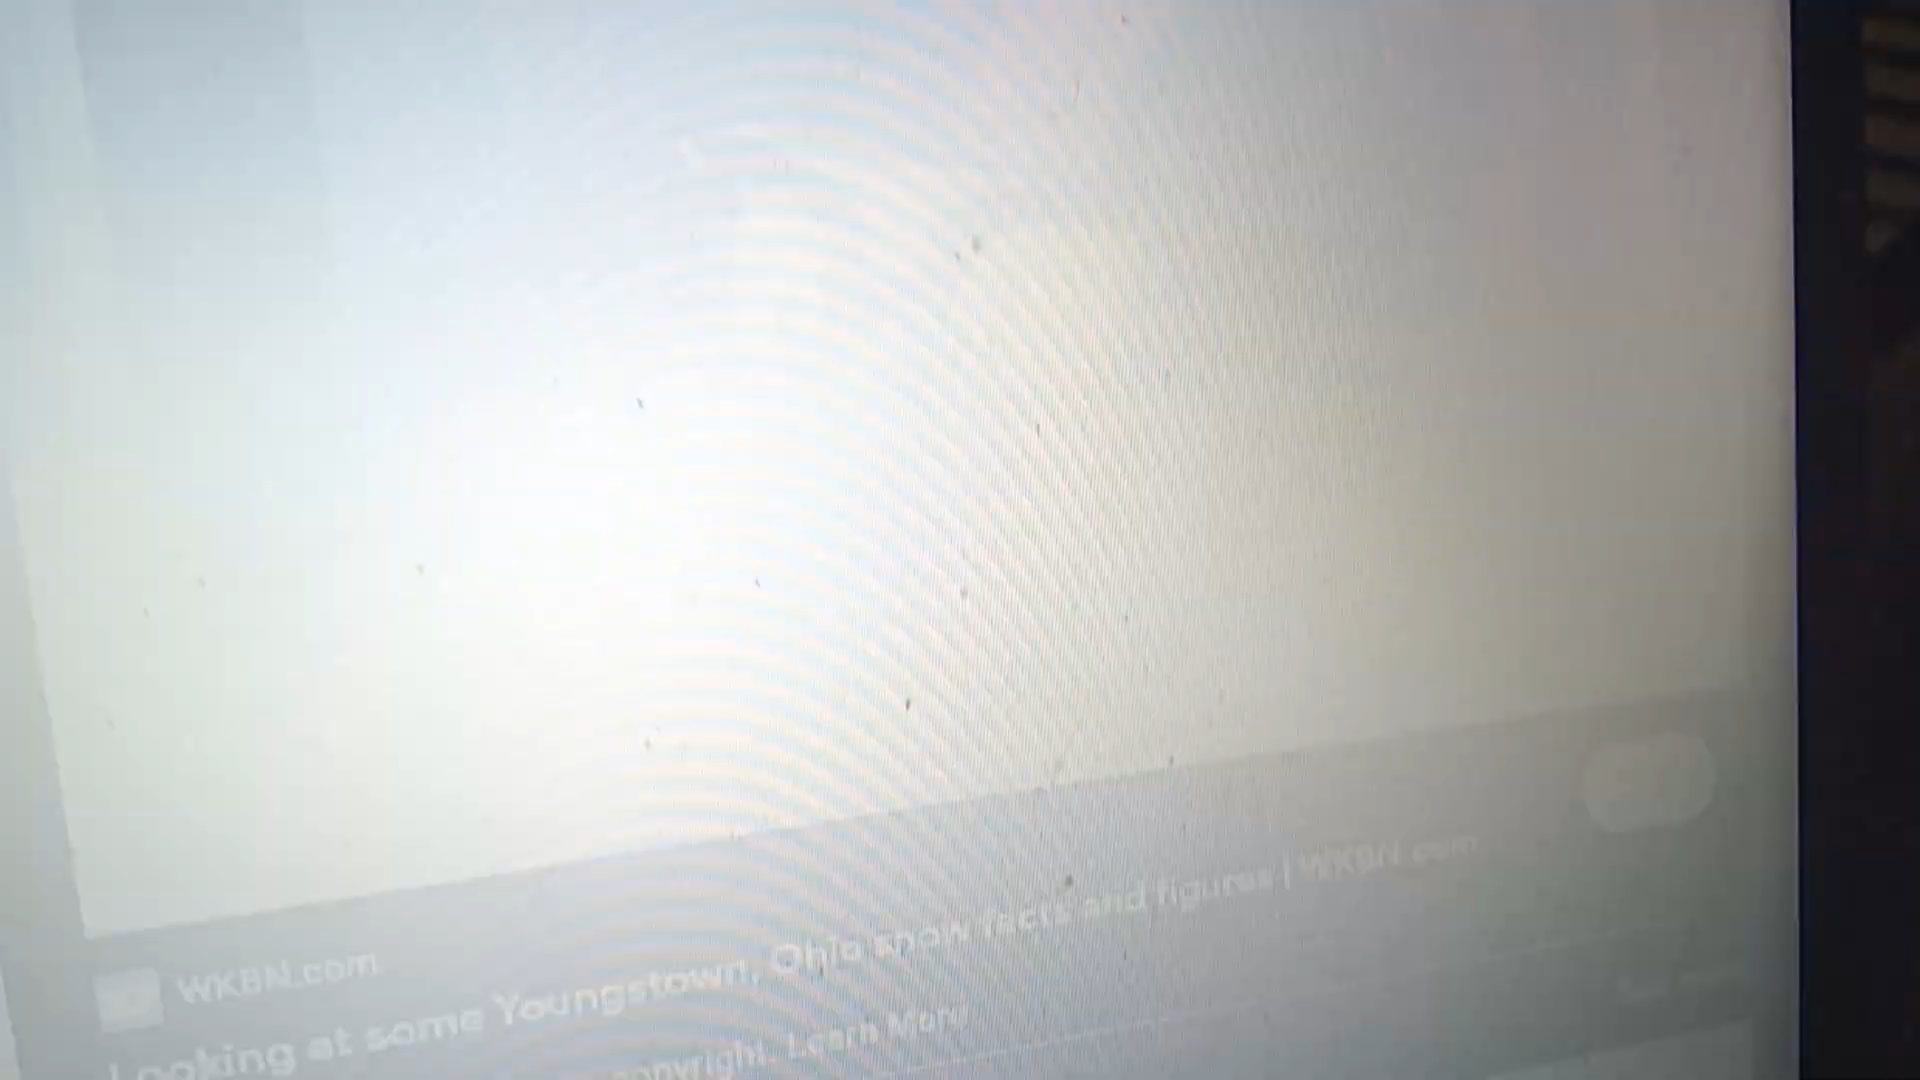 WKBN.com
Looking at some Youngstown, Ohio snow facts and figures | WKBN.com
copyright. Learn More